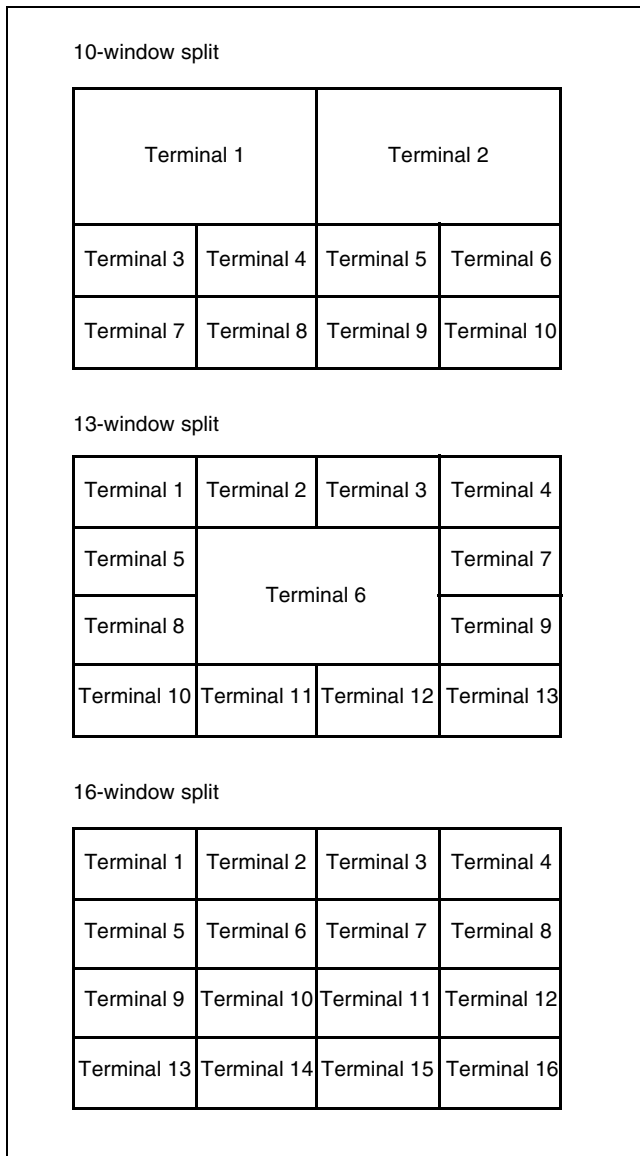 10-window split
Terminal 1 Terminal 2
Terminal 3 Terminal 4 Terminal 5 Terminal 6
Terminal 7 Terminal 8 Terminal 9 Terminal 10
13-window split
Terminal 1 Terminal 2 Terminal 3 Terminal 4
Terminal 5 Terminal 7
Terminal 6
Terminal 8 Terminal 9
Terminal 10 Terminal 11 Terminal 12 Terminal 13
16-window split
Terminal 1 Terminal 2 Terminal 3 Terminal 4
Terminal 5 Terminal 6 Terminal 7 Terminal 8
Terminal 9 Terminal 10 Terminal 11 Terminal 12
Terminal 13 Terminal 14 Terminal 15 Terminal 16